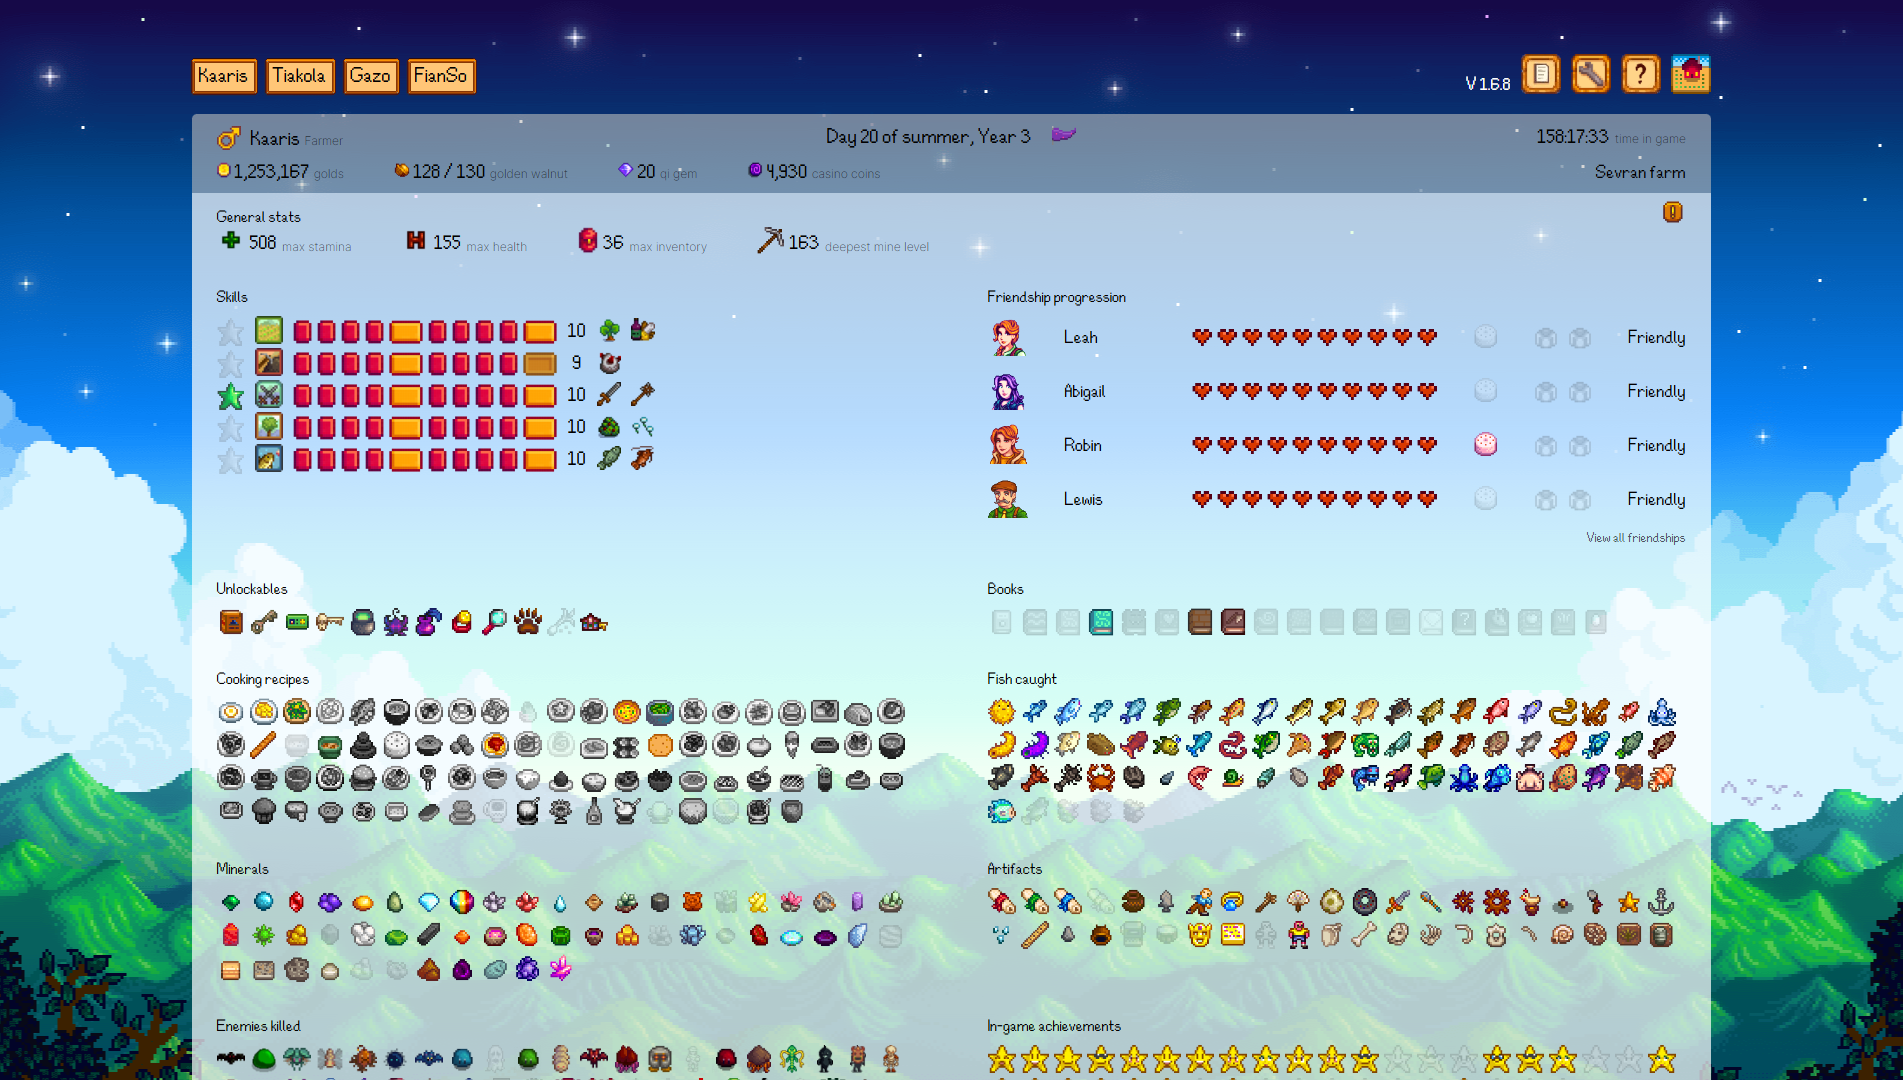 Kaaris Tiakola Gazo FianSo
V 1.6.8
Kaaris Farmer
Day 20 of summer, Year 3
158:17:33 time in game
1,253,167 golds
128 / 130 golden walnut
20 qi gem
4,930 casino coins
Sevran farm
General stats
508 max stamina
155 max health
36 max inventory
163 deepest mine level
Skills
10
9
10
10
10
Friendship progression
Leah Friendly
Abigail Friendly
Robin Friendly
Lewis Friendly
View all friendships
Unlockables
Books
Cooking recipes
Fish caught
Minerals
Artifacts
Enemies killed
In-game achievements